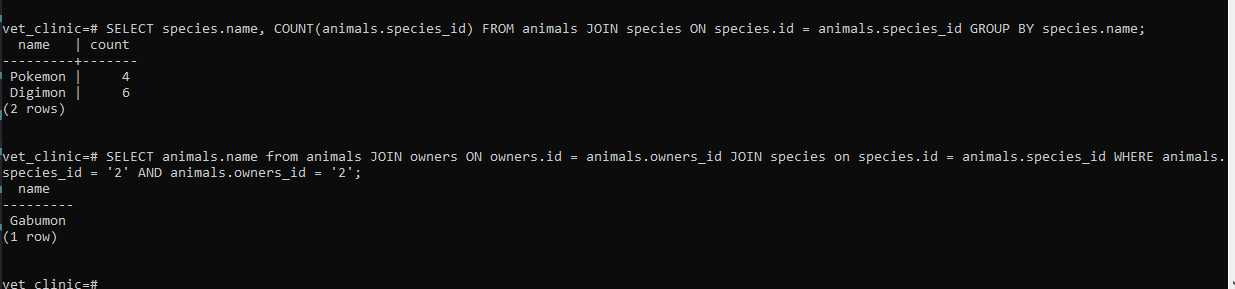 vet_clinic=# SELECT species.name, COUNT(animals.species_id) FROM animals JOIN species ON species.id = animals.species_id GROUP BY species.name;
  name   | count
---------+-------
 Pokemon |     4
 Digimon |     6
(2 rows)
vet_clinic=# SELECT animals.name from animals JOIN owners ON owners.id = animals.owners_id JOIN species on species.id = animals.species_id WHERE animals.
species_id = '2' AND animals.owners_id = '2';
  name
---------
 Gabumon
(1 row)
vet_clinic=#